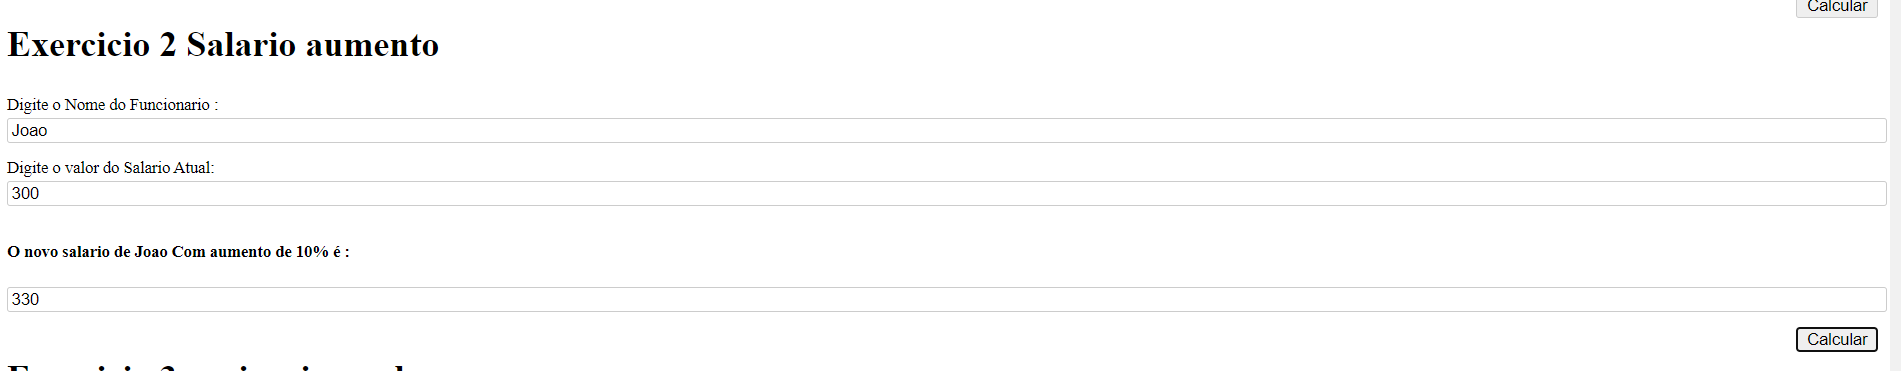 Calcular
Exercicio 2 Salario aumento
Digite o Nome do Funcionario :
Joao
Digite o valor do Salario Atual:
300
O novo salario de Joao Com aumento de 10% é :
330
Calcular